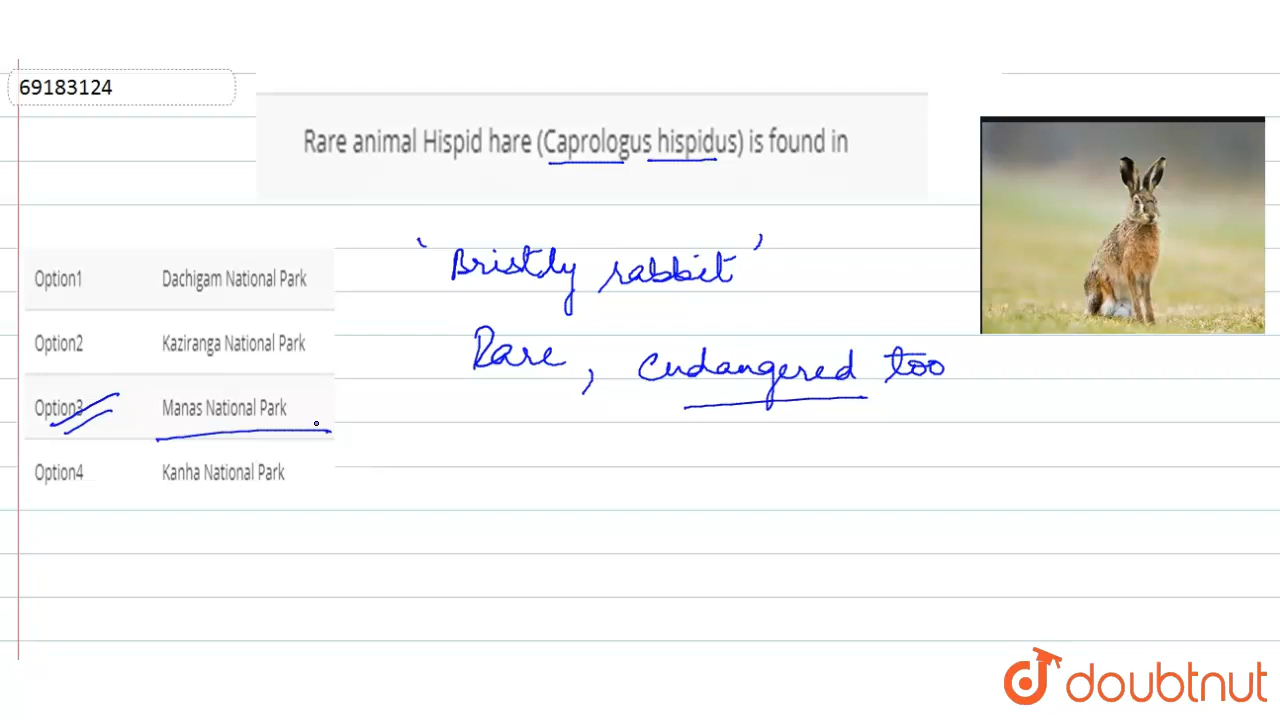 69183124
Rare animal Hispid hare (Caprologus hispidus) is found in
'Bristly rabbit'
Option1 Dachigam National Park
Option2 Kaziranga National Park
Rare, endangered too
Option3 Manas National Park
Option4 Kanha National Park
doubtnut